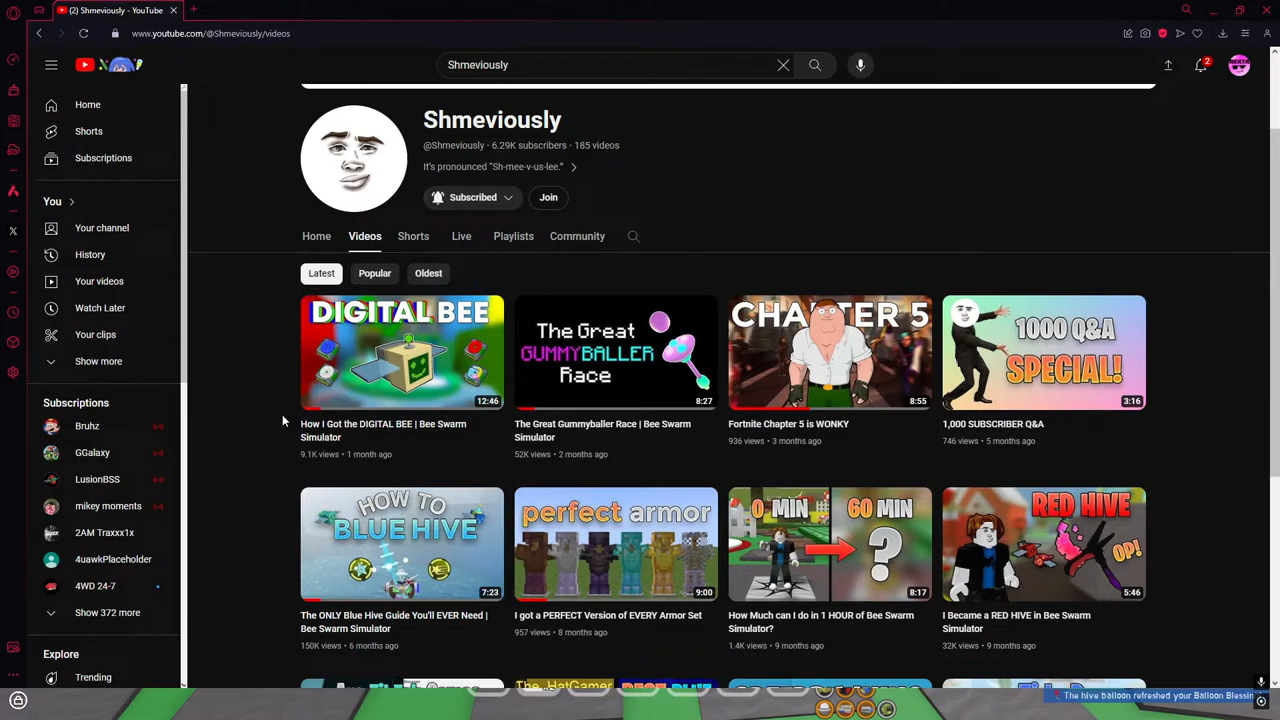 (2) Shmeviously - YouTube
www.youtube.com/@Shmeviously/videos
Shmeviously
2
Home
Shorts
Subscriptions
You
Your channel
History
Your videos
Watch Later
Your clips
Show more
Subscriptions
Bruhz
GGalaxy
LusionBSS
mikey moments
2AM Traxxx1x
4uawkPlaceholder
4WD 24-7
Show 372 more
Explore
Trending
Shmeviously
@Shmeviously · 6.29K subscribers · 185 videos
It's pronounced “Sh-mee-v-us-lee.”
Subscribed
Join
Home
Videos
Shorts
Live
Playlists
Community
Latest
Popular
Oldest
DIGITAL BEE
12:46
How I Got the DIGITAL BEE | Bee Swarm
Simulator
9.1K views · 1 month ago
The Great
GUMMYBALLER
Race
8:27
The Great Gummyballer Race | Bee Swarm
Simulator
52K views · 2 months ago
CHAPTER 5
8:55
Fortnite Chapter 5 is WONKY
936 views · 3 months ago
1000 Q&A
SPECIAL!
3:16
1,000 SUBSCRIBER Q&A
746 views · 5 months ago
HOW TO
BLUE HIVE
7:23
The ONLY Blue Hive Guide You'll EVER Need |
Bee Swarm Simulator
150K views · 6 months ago
perfect armor
9:00
I got a PERFECT Version of EVERY Armor Set
957 views · 8 months ago
0 MIN
60 MIN
?
8:17
How Much can I do in 1 HOUR of Bee Swarm
Simulator?
1.4K views · 9 months ago
RED HIVE
OP!
5:46
I Became a RED HIVE in Bee Swarm
Simulator
32K views · 9 months ago
The HatGamer
The hive balloon refreshed your Balloon Blessin